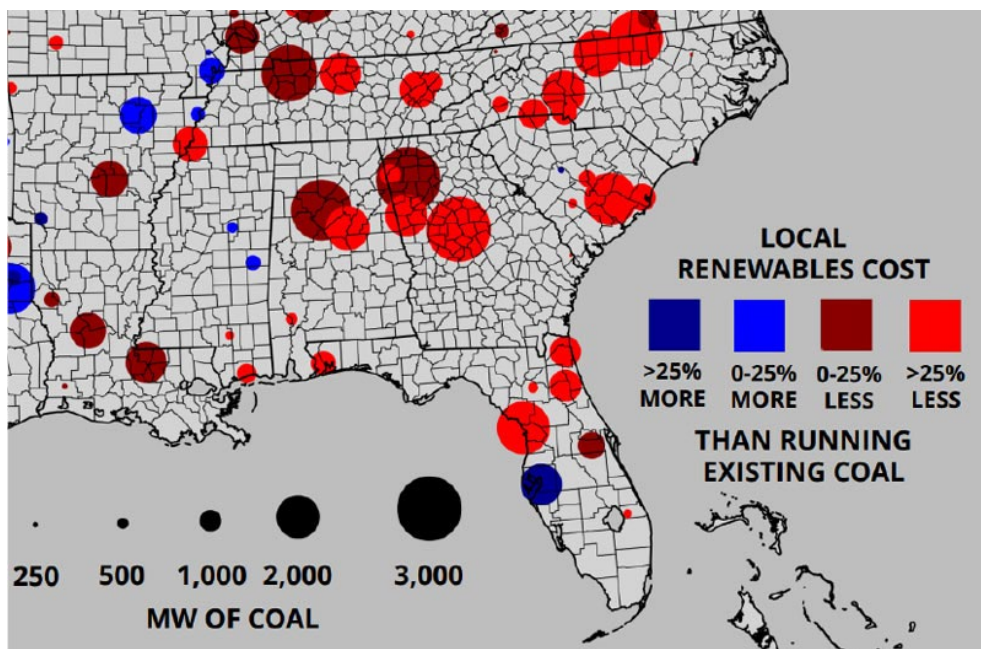 LOCAL
RENEWABLES COST
>25%
MORE
0-25%
MORE
0-25%
LESS
>25%
LESS
THAN RUNNING
EXISTING COAL
250 500 1,000 2,000 3,000
MW OF COAL